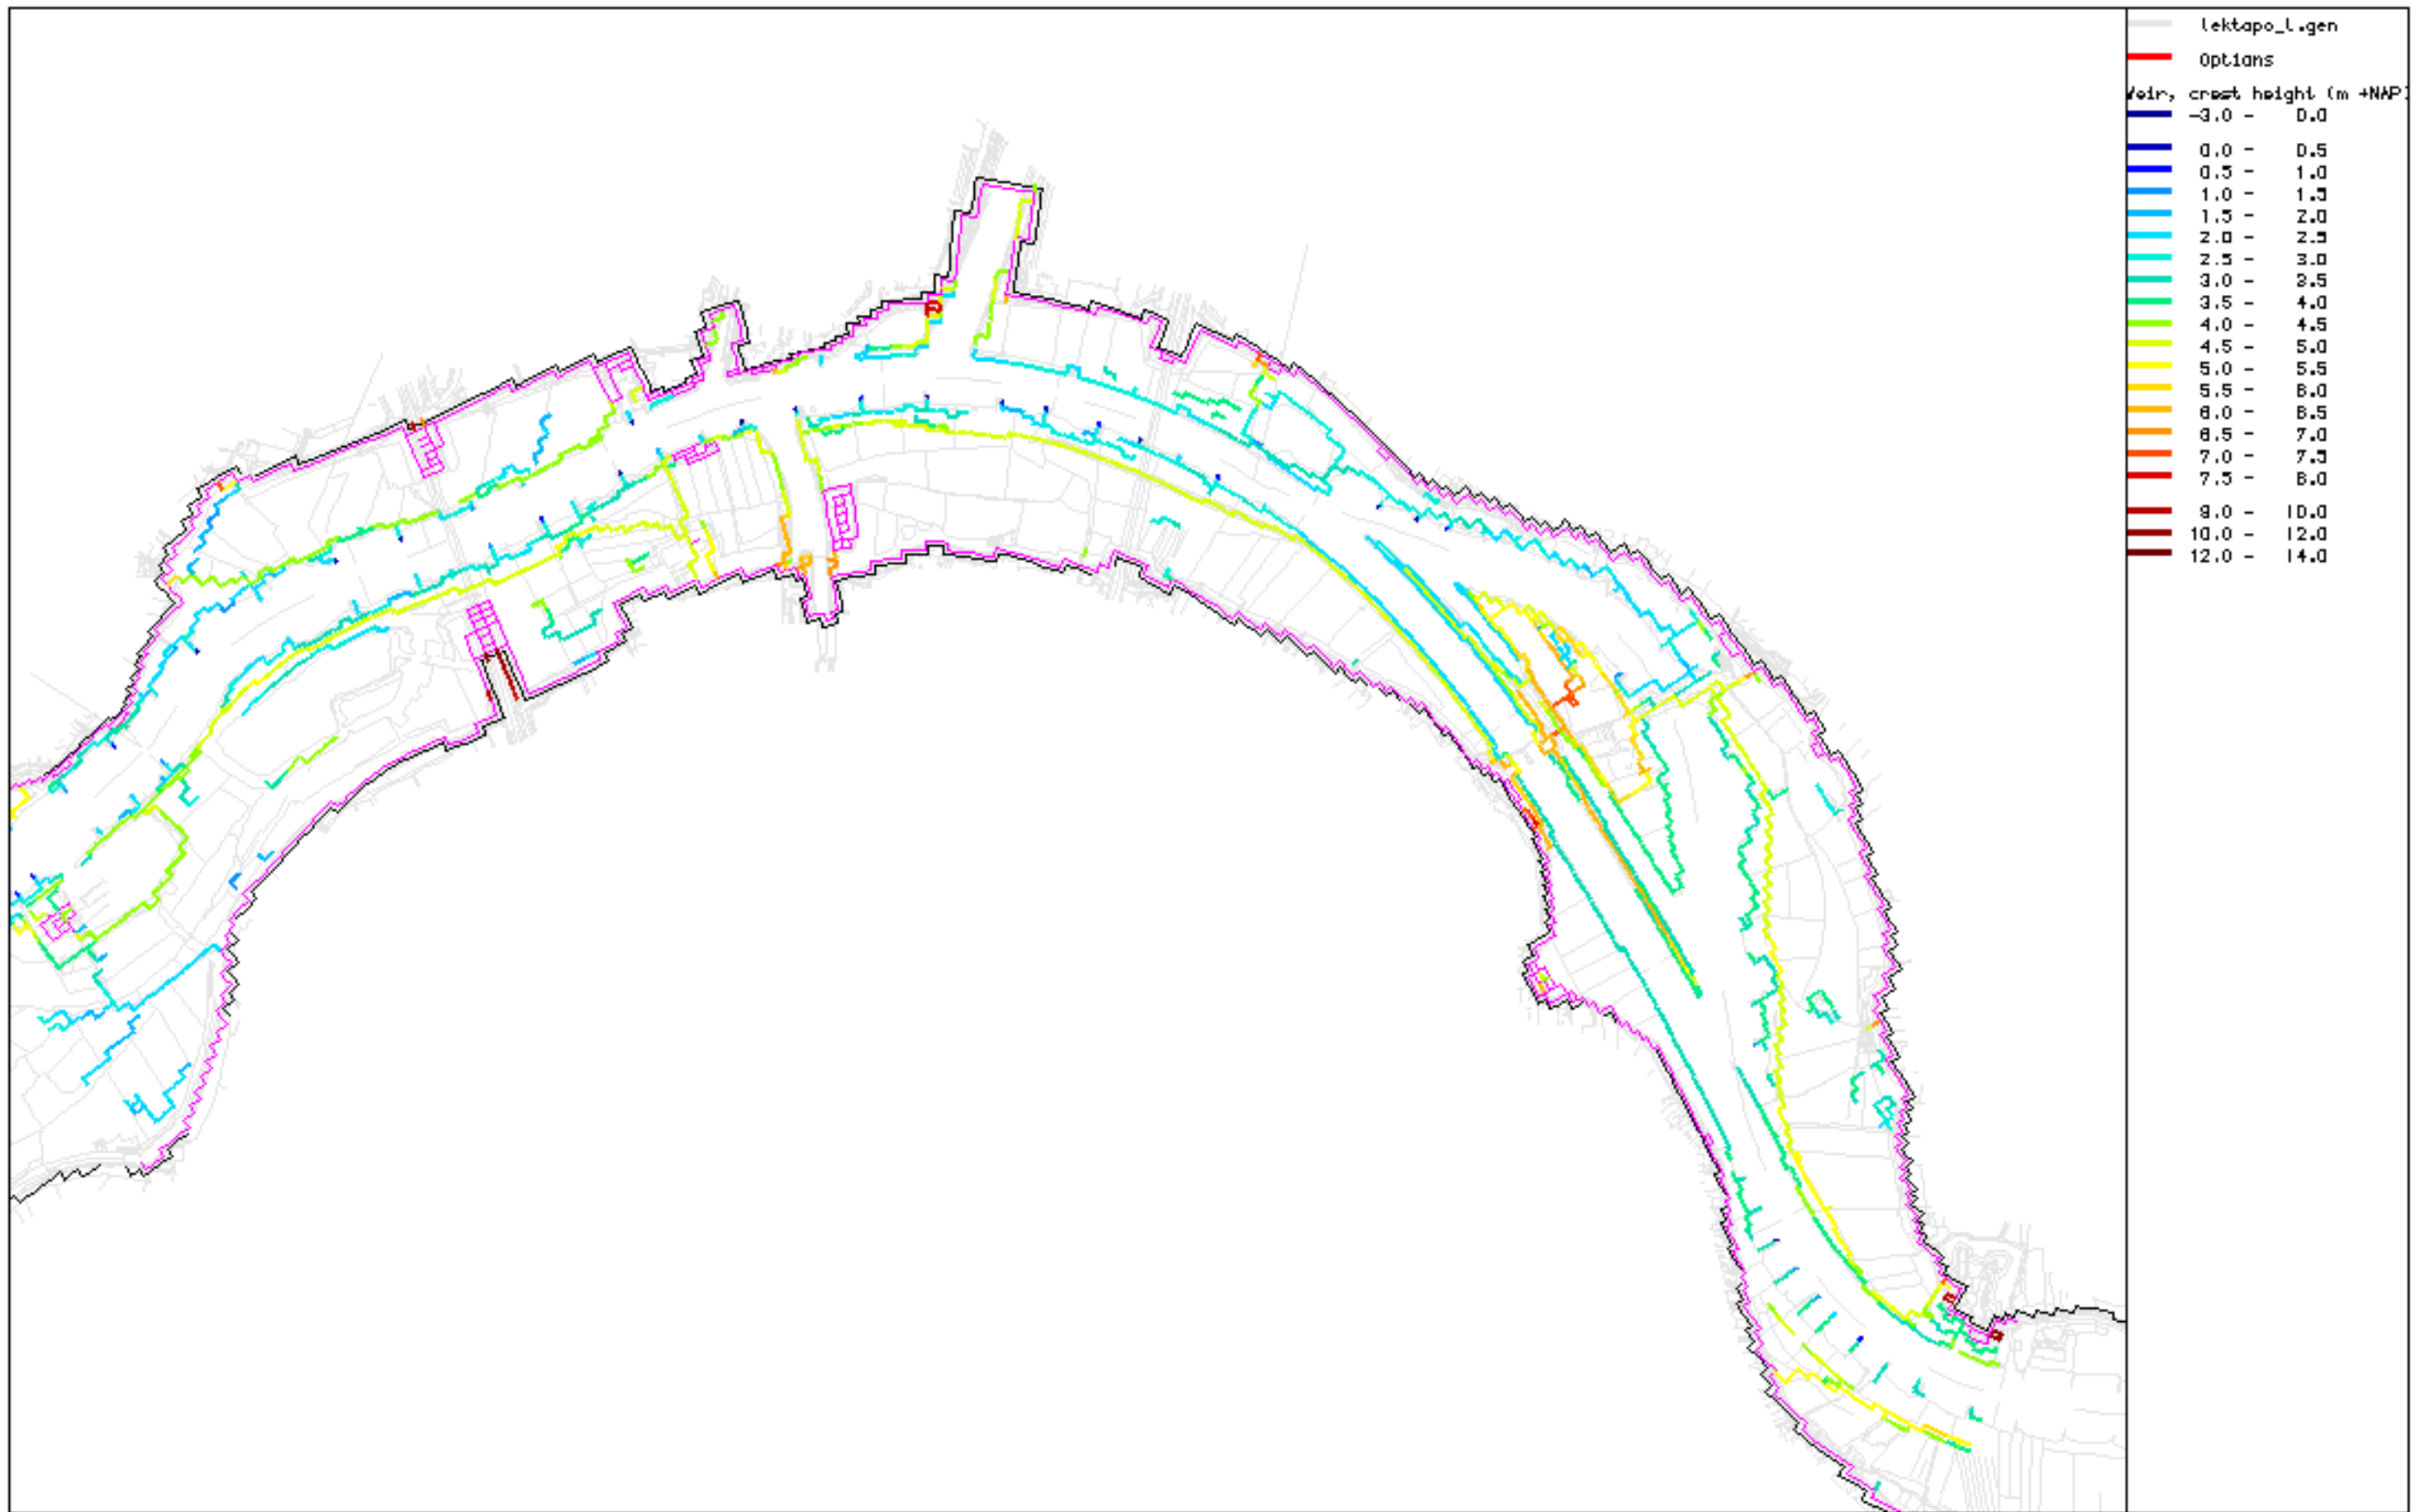 lektapo_l.gen
Options
Weir, crest height (m +NAP)
-3.0 - 0.0
0.0 - 0.5
0.5 - 1.0
1.0 - 1.5
1.5 - 2.0
2.0 - 2.5
2.5 - 3.0
3.0 - 3.5
3.5 - 4.0
4.0 - 4.5
4.5 - 5.0
5.0 - 5.5
5.5 - 6.0
6.0 - 6.5
6.5 - 7.0
7.0 - 7.5
7.5 - 8.0
9.0 - 10.0
10.0 - 12.0
12.0 - 14.0